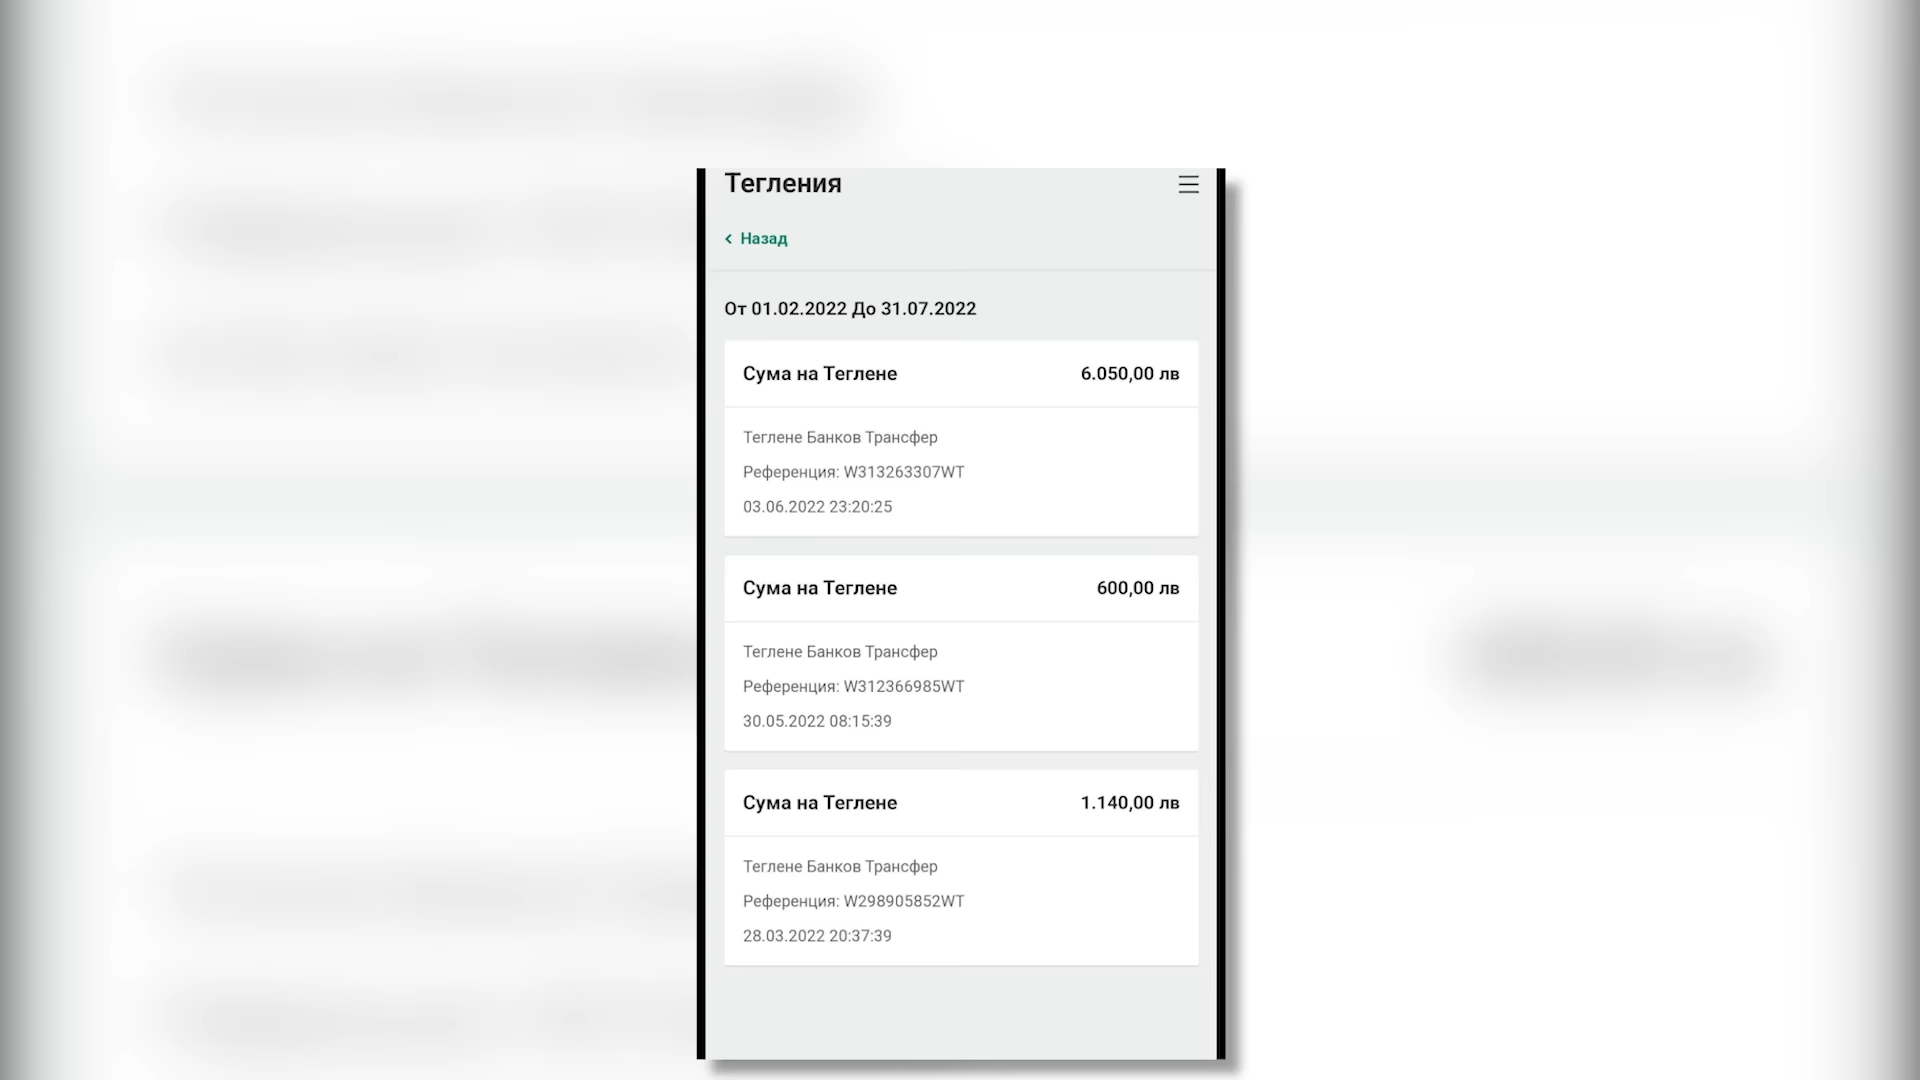 Тегления
Назад
От 01.02.2022 До 31.07.2022
Сума на Теглене 6.050,00 лв
Теглене Банков Трансфер
Референция: W313263307WT
03.06.2022 23:20:25
Сума на Теглене 600,00 лв
Теглене Банков Трансфер
Референция: W312366985WT
30.05.2022 08:15:39
Сума на Теглене 1.140,00 лв
Теглене Банков Трансфер
Референция: W298905852WT
28.03.2022 20:37:39